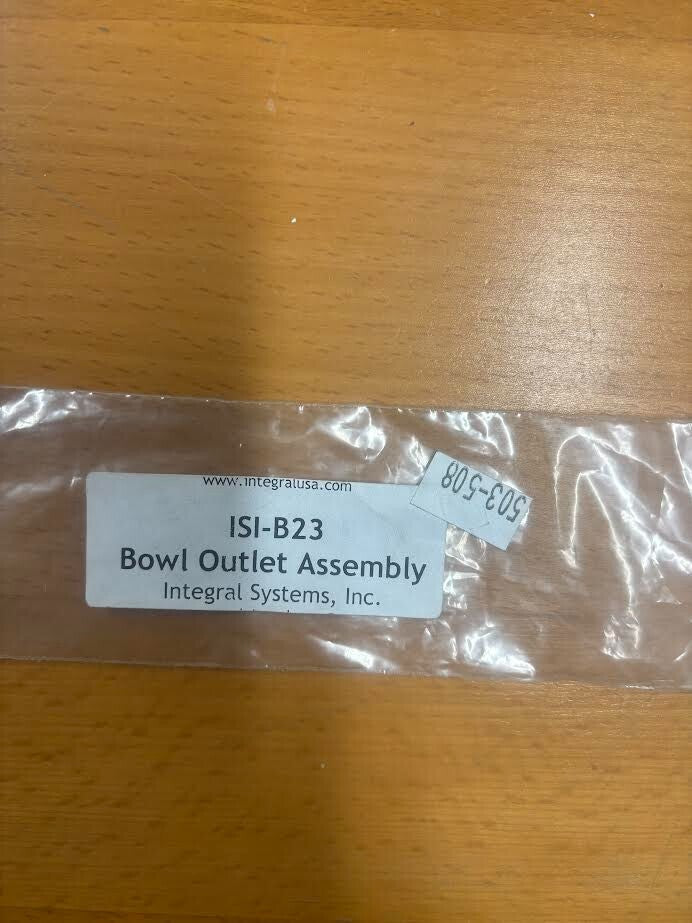 www.integralusa.com
ISI-B23
Bowl Outlet Assembly
Integral Systems, Inc.
503-508